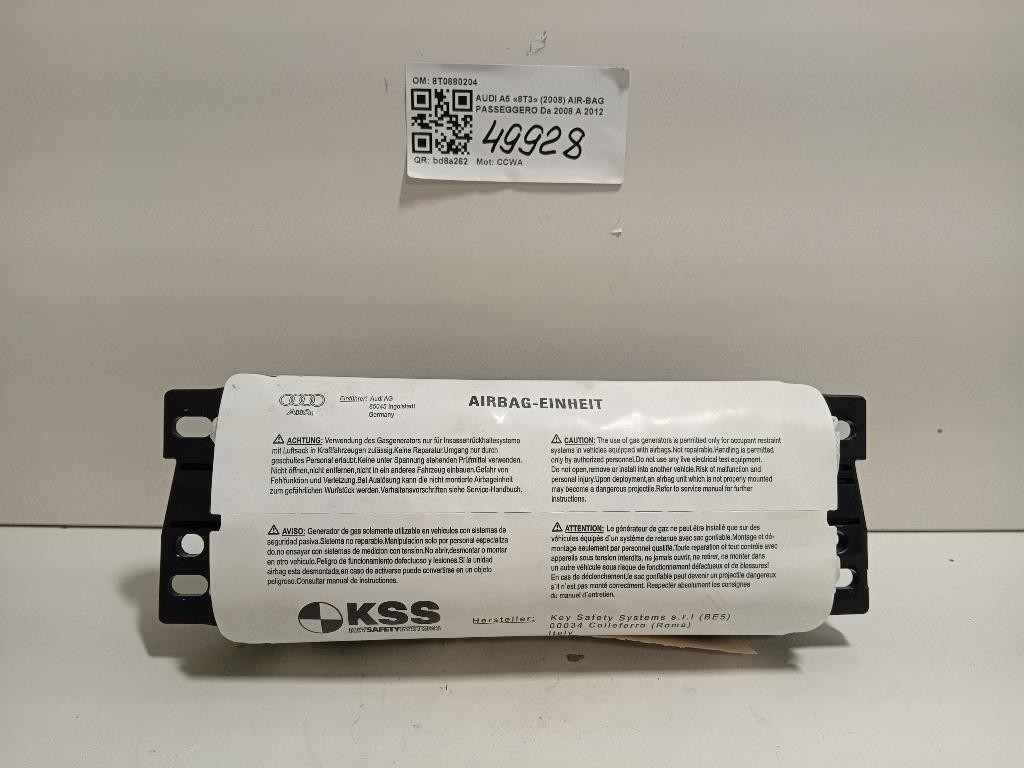 OM: 8T0880204
AUDI A5 «8T3» (2008) AIR-BAG
PASSEGGERO Da 2008 A 2012
49928
QR: bd8a262 Mot: CCWA
Audi
Einführer: Audi AG
85045 Ingolstadt
Germany
AIRBAG-EINHEIT
ACHTUNG: Verwendung des Gasgenerators nur für Insassenrückhaltesysteme
mit Luftsack in Kraftfahrzeugen zulässig.Keine Reparatur.Umgang nur durch
geschultes Personal erlaubt.Keine unter Spannung stehenden Prüfmittel verwenden.
Nicht öffnen,nicht entfernen,nicht in ein anderes Fahrzeug einbauen.Gefahr von
Fehlfunktion und Verletzung.Bei Auslösung kann die nicht montierte Airbageinheit
zum gefährlichen Wurfstück werden.Verhaltensvorschriften siehe Service-Handbuch.
CAUTION: The use of gas generators is permitted only for occupant restraint
systems in vehicles equipped with airbags.Not repairable.Handling is permitted
only by authorized personnel.Do not use any live electrical test equipment.
Do not open,remove or install into another vehicle.Risk of malfunction and
personal injury.Upon deployment,an airbag unit which is not properly mounted
may become a dangerous projectile.Refer to service manual for further
instructions.
AVISO: Generador de gas solamente utilizable en vehiculos con sistemas de
seguridad pasiva.Sistema no reparable.Manipulacion solo por personal especializa
do.no ensayar con sistemas de medicion con tension.No abrir,desmontar o montar
en otro vehiculo.Peligro de funcionamiento defectuoso y lesiones.Si la unidad
airbag esta desmontada,en caso de activarse puede convertirse en un objeto
peligroso.Consultar manual de instrucciones.
ATTENTION: Le générateur de gaz ne peut être installé que sur des
véhicules équipés d'un système de retenue avec sac gonflable.Montage et dé-
montage seulement par personnel qualifié.Toute reparation et tout contrôle avec
appareils sous tension interdits, ne jamais ouvrir, ne retirer, ne monter dans
un autre véhicule sous risque de fonctionnement défectueux et de blessures!
En cas de déclenchement,le sac gonflable peut devenir un projectile dangereux
s'il n'est pas monté correctement. Respecter absolument les consignes
du manuel d'entretien.
KSS
KEY SAFETY SYSTEMS
Hersteller: Key Safety Systems s.r.l (BE5)
00034 Colleferro (Roma)
Italy